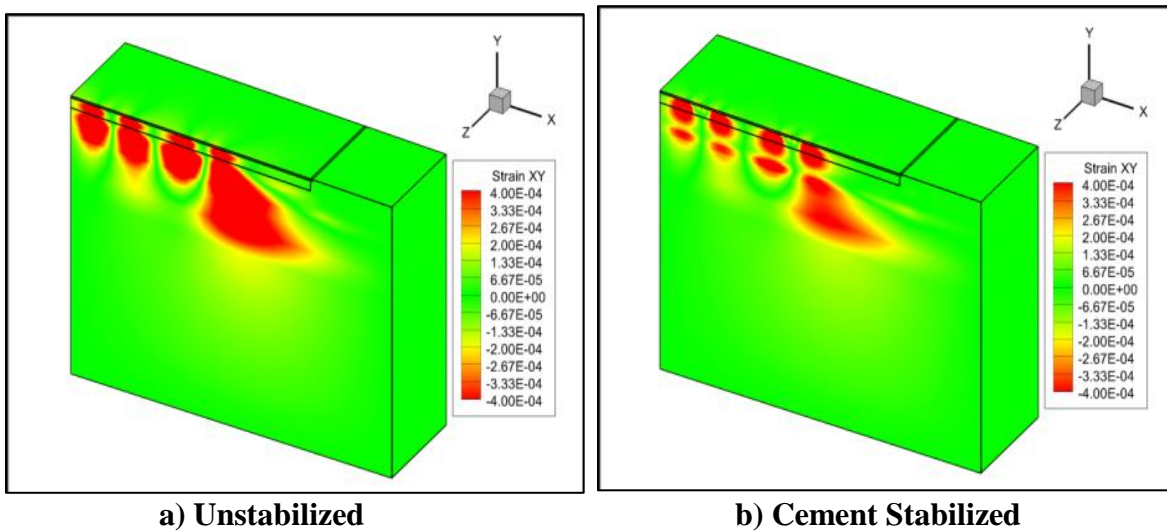 Y
X
Z
Strain XY
4.00E-04
3.33E-04
2.67E-04
2.00E-04
1.33E-04
6.67E-05
0.00E+00
-6.67E-05
-1.33E-04
-2.00E-04
-2.67E-04
-3.33E-04
-4.00E-04
a) Unstabilized
Y
X
Z
Strain XY
4.00E-04
3.33E-04
2.67E-04
2.00E-04
1.33E-04
6.67E-05
0.00E+00
-6.67E-05
-1.33E-04
-2.00E-04
-2.67E-04
-3.33E-04
-4.00E-04
b) Cement Stabilized